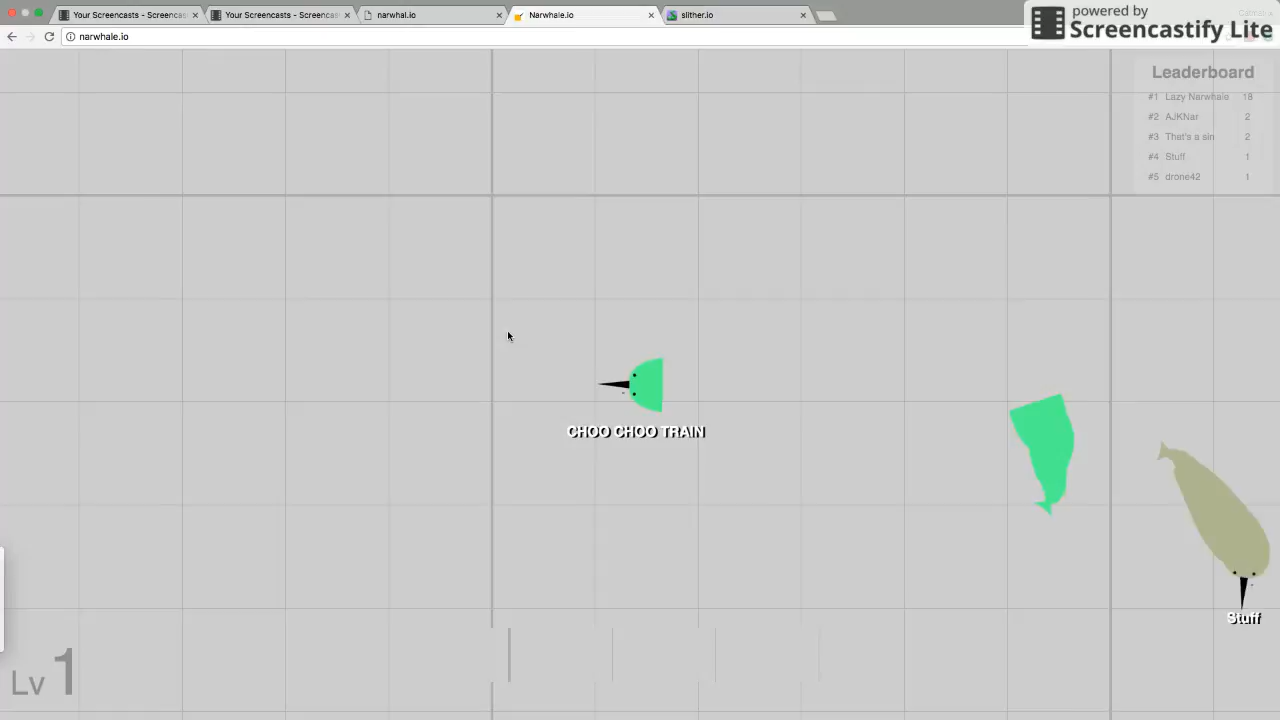 Your Screencasts - Screencas
Your Screencasts - Screencas
narwhal.io
Narwhale.io
slither.io
powered by
Screencastify Lite
narwhale.io
Leaderboard
#1 Lazy Narwhale 18
#2 AJKNar 2
#3 That's a sin 2
#4 Stuff 1
#5 drone42 1
CHOO CHOO TRAIN
Stuff
Lv 1